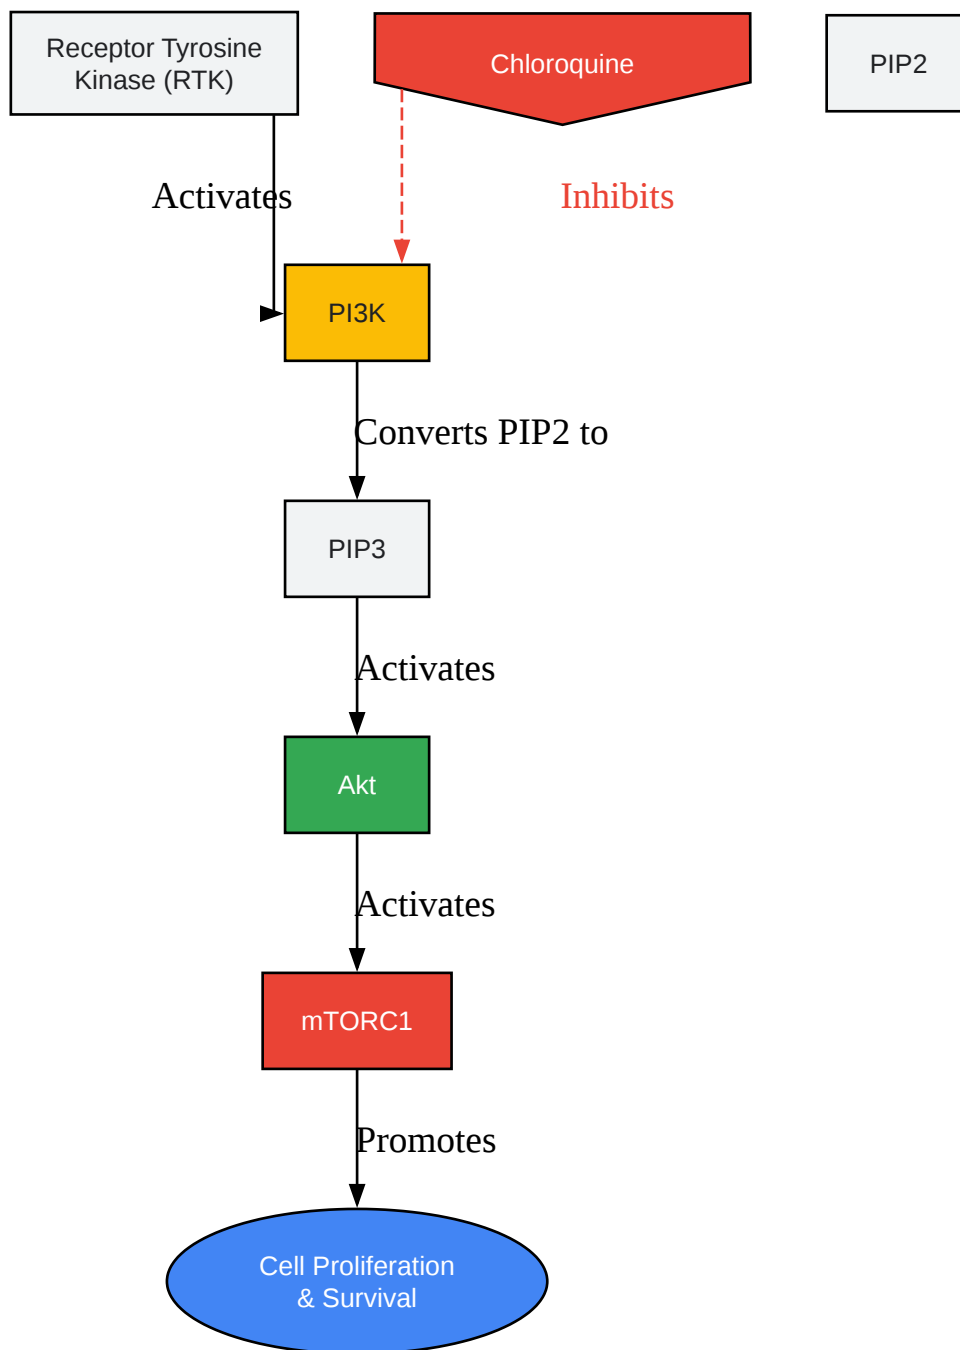 Receptor Tyrosine
Kinase (RTK)
Chloroquine
PIP2
Activates
Inhibits
PI3K
Converts PIP2 to
PIP3
Activates
Akt
Activates
mTORC1
Promotes
Cell Proliferation
& Survival